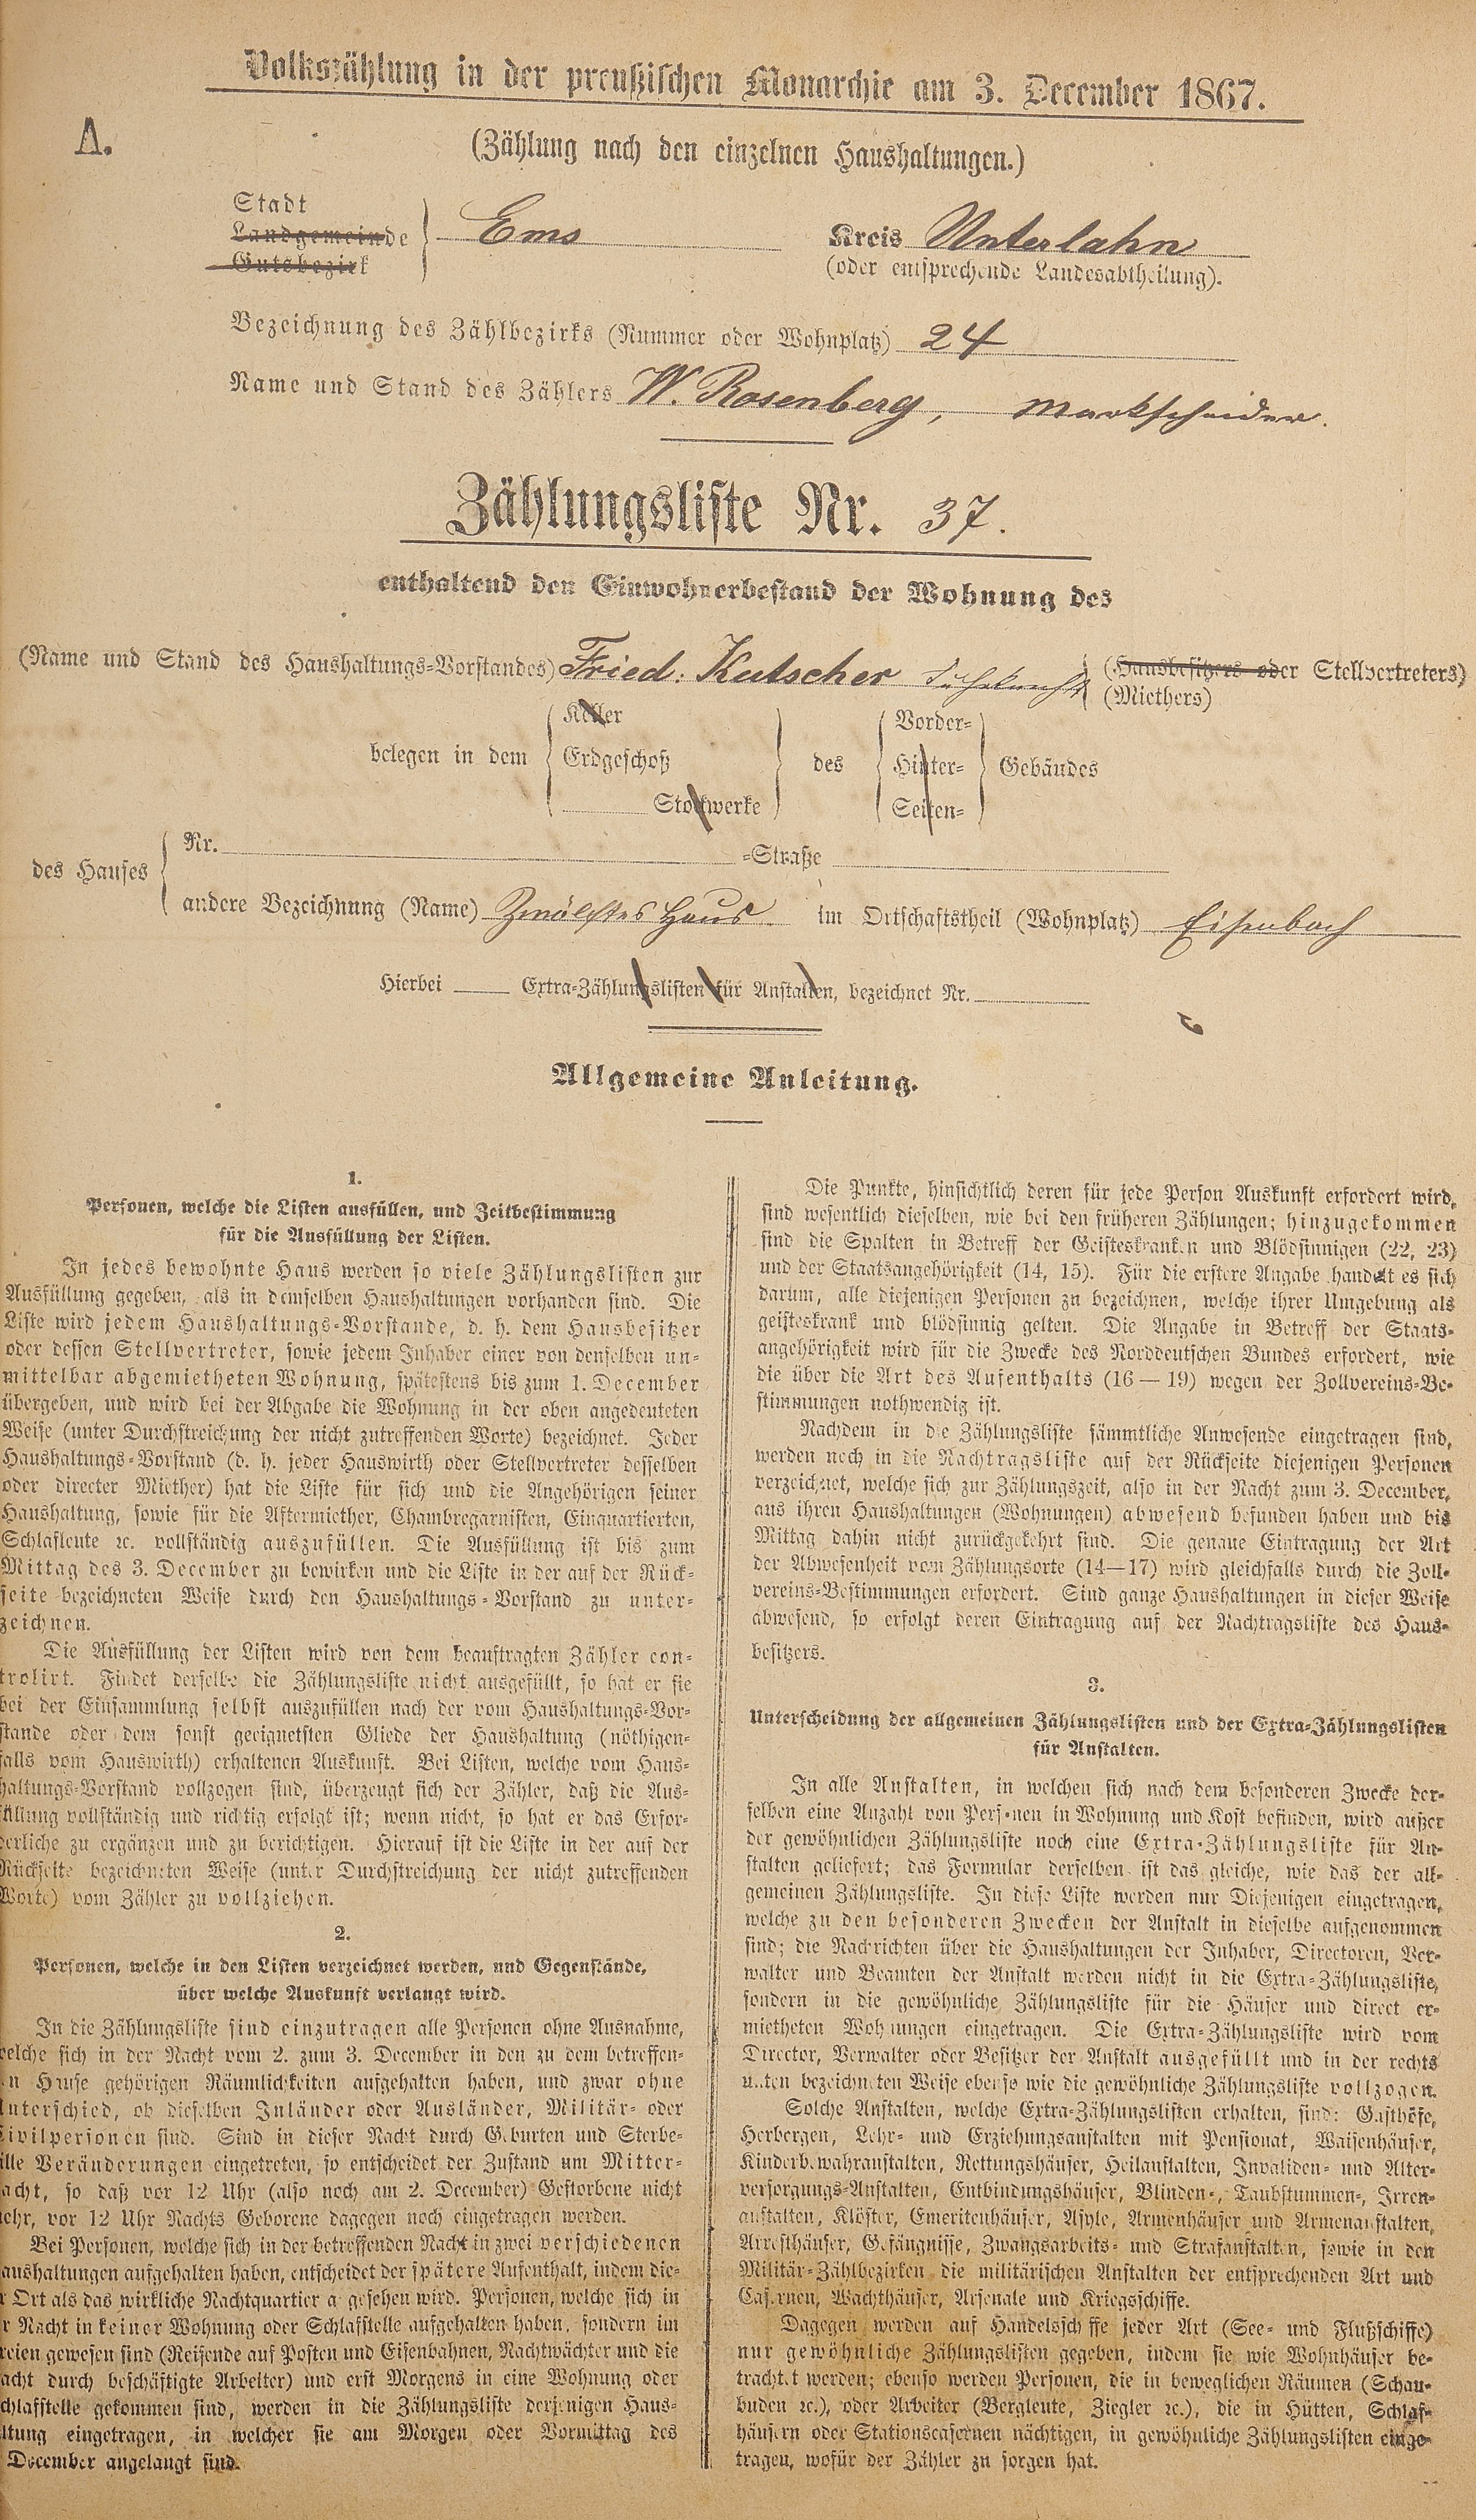 Volkszählung in der preußischen Monarchie am 3. December 1867.
A.
(Zählung nach den einzelnen Haushaltungen.)
Stadt
Landgemeinde
Gutsbezirk
Ems
Kreis Unterlahn
(oder entsprechende Landesabtheilung).
Bezeichnung des Zählbezirks (Nummer oder Wohnplatz) 24
Name und Stand des Zählers W. Rosenberg, Markscheider.
Zählungsliste Nr. 37.
enthaltend den Einwohnerbestand der Wohnung des
(Name und Stand des Haushaltungs-Vorstandes) Fried. Kutscher (Hausbesitzers oder Stellvertreters)
(Miethers)
belegen in dem Keller Erdgeschoß Stockwerke des Vorder- Hinter- Seiten- Gebäudes
des Hauses
Nr. -Straße
andere Bezeichnung (Name) Zwölftes Haus im Ortschaftstheil (Wohnplatz) Eisenbach
Hierbei Extra-Zählungslisten für Anstalten, bezeichnet Nr.
Allgemeine Anleitung.
1.
Personen, welche die Listen ausfüllen, und Zeitbestimmung
für die Ausfüllung der Listen.
In jedes bewohnte Haus werden so viele Zählungslisten zur
Ausfüllung gegeben, als in demselben Haushaltungen vorhanden sind. Die
Liste wird jedem Haushaltungs-Vorstande, d. h. dem Hausbesitzer
oder dessen Stellvertreter, sowie jedem Inhaber einer von denselben un-
mittelbar abgemietheten Wohnung, spätestens bis zum 1. December
übergeben, und wird bei der Abgabe die Wohnung in der oben angedeuteten
Weise (unter Durchstreichung der nicht zutreffenden Worte) bezeichnet. Jeder
Haushaltungs-Vorstand (d. h. jeder Hauswirth oder Stellvertreter desselben
oder directer Miether) hat die Liste für sich und die Angehörigen seiner
Haushaltung, sowie für die Aftermiether, Chambregarnisten, Einquartierten,
Schlafleute ꝛc. vollständig auszufüllen. Die Ausfüllung ist bis zum
Mittag des 3. December zu bewirken und die Liste in der auf der Rück-
seite bezeichneten Weise durch den Haushaltungs-Vorstand zu unter-
zeichnen.
Die Ausfüllung der Listen wird von dem beauftragten Zähler con-
trolirt. Findet derselbe die Zählungsliste nicht ausgefüllt, so hat er sie
bei der Einsammlung selbst auszufüllen nach der vom Haushaltungs-Vor-
stande oder dem sonst geeignetsten Gliede der Haushaltung (nöthigen-
falls vom Hauswirth) erhaltenen Auskunft. Bei Listen, welche vom Haus-
haltungs-Vorstand vollzogen sind, überzeugt sich der Zähler, daß die Aus-
füllung vollständig und richtig erfolgt ist; wenn nicht, so hat er das Erfor-
derliche zu ergänzen und zu berichtigen. Hierauf ist die Liste in der auf der
Rückseite bezeichneten Weise (unter Durchstreichung der nicht zutreffenden
Worte) vom Zähler zu vollziehen.
2.
Personen, welche in den Listen verzeichnet werden, und Gegenstände,
über welche Auskunft verlangt wird.
In die Zählungsliste sind einzutragen alle Personen ohne Ausnahme,
welche sich in der Nacht vom 2. zum 3. December in den zu dem betreffen-
en Hause gehörigen Räumlichkeiten aufgehalten haben, und zwar ohne
Unterschied, ob dieselben Inländer oder Ausländer, Militär- oder
Civilpersonen sind. Sind in dieser Nacht durch Geburten und Sterbe-
älle Veränderungen eingetreten, so entscheidet der Zustand um Mitter-
acht, so daß vor 12 Uhr (also noch am 2. December) Gestorbene nicht
ehr, vor 12 Uhr Nachts Geborene dagegen noch eingetragen werden.
Bei Personen, welche sich in der betreffenden Nacht in zwei verschiedenen
aushaltungen aufgehalten haben, entscheidet der spätere Aufenthalt, indem die-
r Ort als das wirkliche Nachtquartier angesehen wird. Personen, welche sich in
r Nacht in keiner Wohnung oder Schlafstelle aufgehalten haben, sondern im
reien gewesen sind (Reisende auf Posten und Eisenbahnen, Nachtwächter und die
acht durch beschäftigte Arbeiter) und erst Morgens in eine Wohnung oder
chlafstelle gekommen sind, werden in die Zählungsliste derjenigen Haus-
ltung eingetragen, in welcher sie am Morgen oder Vormittag des
December angelangt sind.
Die Punkte, hinsichtlich deren für jede Person Auskunft erfordert wird,
sind wesentlich dieselben, wie bei den früheren Zählungen; hinzugekommen
sind die Spalten in Betreff der Geisteskranken und Blödsinnigen (22, 23)
und der Staatsangehörigkeit (14, 15). Für die erstere Angabe handelt es sich
darum, alle diejenigen Personen zu bezeichnen, welche ihrer Umgebung als
geisteskrank und blödsinnig gelten. Die Angabe in Betreff der Staats-
angehörigkeit wird für die Zwecke des Norddeutschen Bundes erfordert, wie
die über die Art des Aufenthalts (16—19) wegen der Zollvereins-Be-
stimmungen nothwendig ist.
Nachdem in die Zählungsliste sämmtliche Anwesende eingetragen sind,
werden noch in die Nachtragsliste auf der Rückseite diejenigen Personen
verzeichnet, welche sich zur Zählungszeit, also in der Nacht zum 3. December,
aus ihren Haushaltungen (Wohnungen) abwesend befunden haben und bis
Mittag dahin nicht zurückgekehrt sind. Die genaue Eintragung der Art
der Abwesenheit vom Zählungsorte (14—17) wird gleichfalls durch die Zoll-
vereins-Bestimmungen erfordert. Sind ganze Haushaltungen in dieser Weise
abwesend, so erfolgt deren Eintragung auf der Nachtragsliste des Haus-
besitzers.
3.
Unterscheidung der allgemeinen Zählungslisten und der Extra-Zählungslisten
für Anstalten.
In alle Anstalten, in welchen sich nach dem besonderen Zwecke der-
selben eine Anzahl von Personen in Wohnung und Kost befinden, wird außer
der gewöhnlichen Zählungsliste noch eine Extra-Zählungsliste für An-
stalten geliefert; das Formular derselben ist das gleiche, wie das der all-
gemeinen Zählungsliste. In diese Liste werden nur Diejenigen eingetragen,
welche zu den besonderen Zwecken der Anstalt in dieselbe aufgenommen
sind; die Nachrichten über die Haushaltungen der Inhaber, Directoren, Ver-
walter und Beamten der Anstalt werden nicht in die Extra-Zählungsliste,
sondern in die gewöhnliche Zählungsliste für die Häuser und direct er-
mietheten Wohnungen eingetragen. Die Extra-Zählungsliste wird vom
Director, Verwalter oder Besitzer der Anstalt ausgefüllt und in der rechts
unten bezeichneten Weise ebenso wie die gewöhnliche Zählungsliste vollzogen.
Solche Anstalten, welche Extra-Zählungslisten erhalten, sind: Gasthöfe,
Herbergen, Lehr- und Erziehungsanstalten mit Pensionat, Waisenhäuser,
Kinderbewahranstalten, Rettungshäuser, Heilanstalten, Invaliden- und Alter-
versorgungs-Anstalten, Entbindungshäuser, Blinden-, Taubstummen-, Irren-
anstalten, Klöster, Emeritenhäuser, Asyle, Armenhäuser und Armenanstalten,
Arresthäuser, Gefängnisse, Zwangsarbeits- und Strafanstalten, sowie in den
Militär-Zählbezirken die militärischen Anstalten der entsprechenden Art und
Casernen, Wachthäuser, Arsenale und Kriegsschiffe.
Dagegen werden auf Handelsschiffe jeder Art (See- und Flußschiffe)
nur gewöhnliche Zählungslisten gegeben, indem sie wie Wohnhäuser be-
trachtet werden; ebenso werden Personen, die in beweglichen Räumen (Schau-
buden ꝛc.), oder Arbeiter (Bergleute, Ziegler ꝛc.), die in Hütten, Schlaf-
häusern oder Stationscasernen nächtigen, in gewöhnliche Zählungslisten einge-
tragen, wofür der Zähler zu sorgen hat.